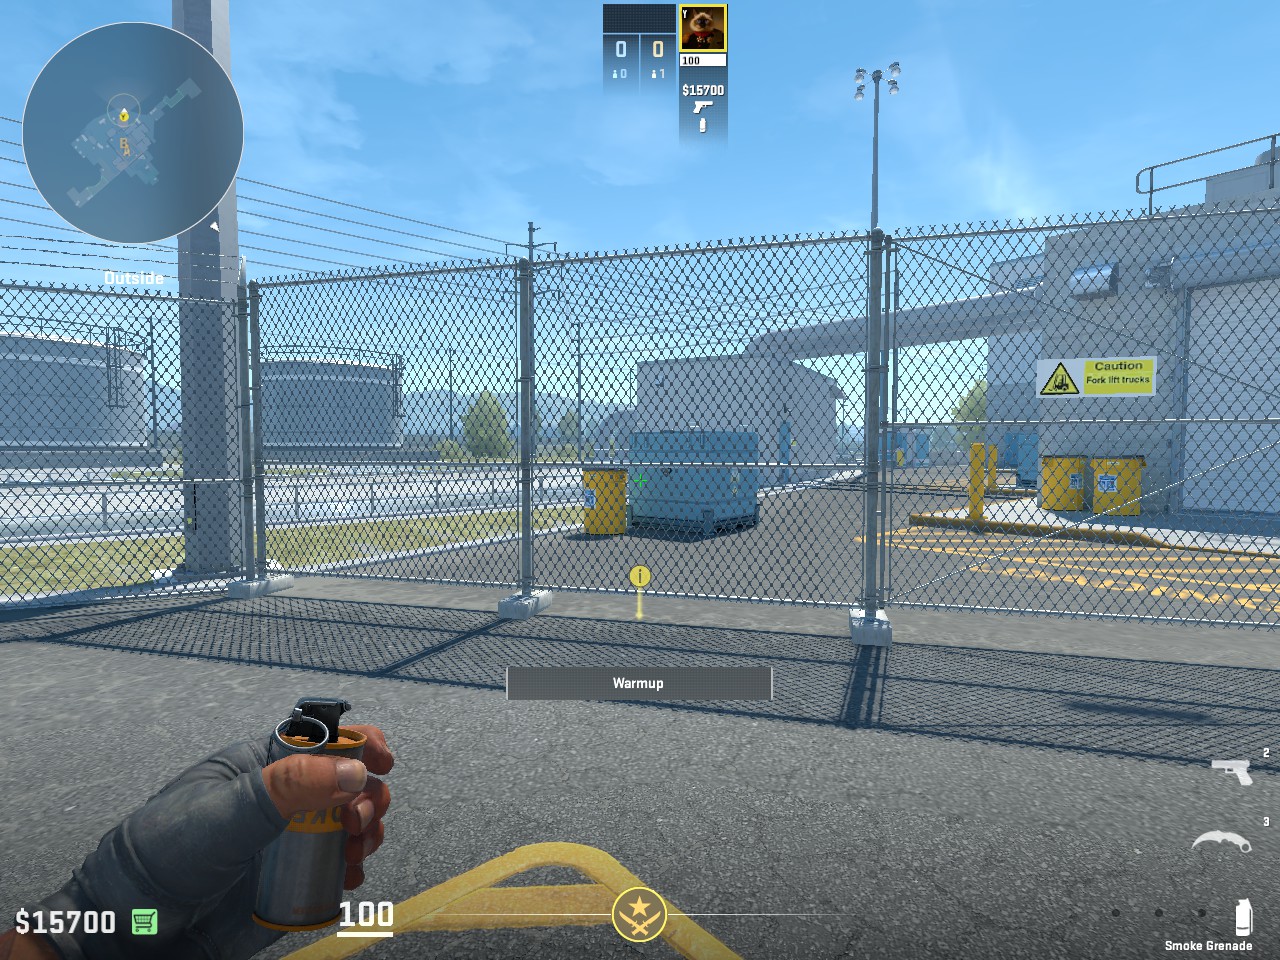 Y
0 0
0 1
100
$15700
B
A
Outside
Caution
Fork lift trucks
Warmup
2
3
$15700
100
Smoke Grenade